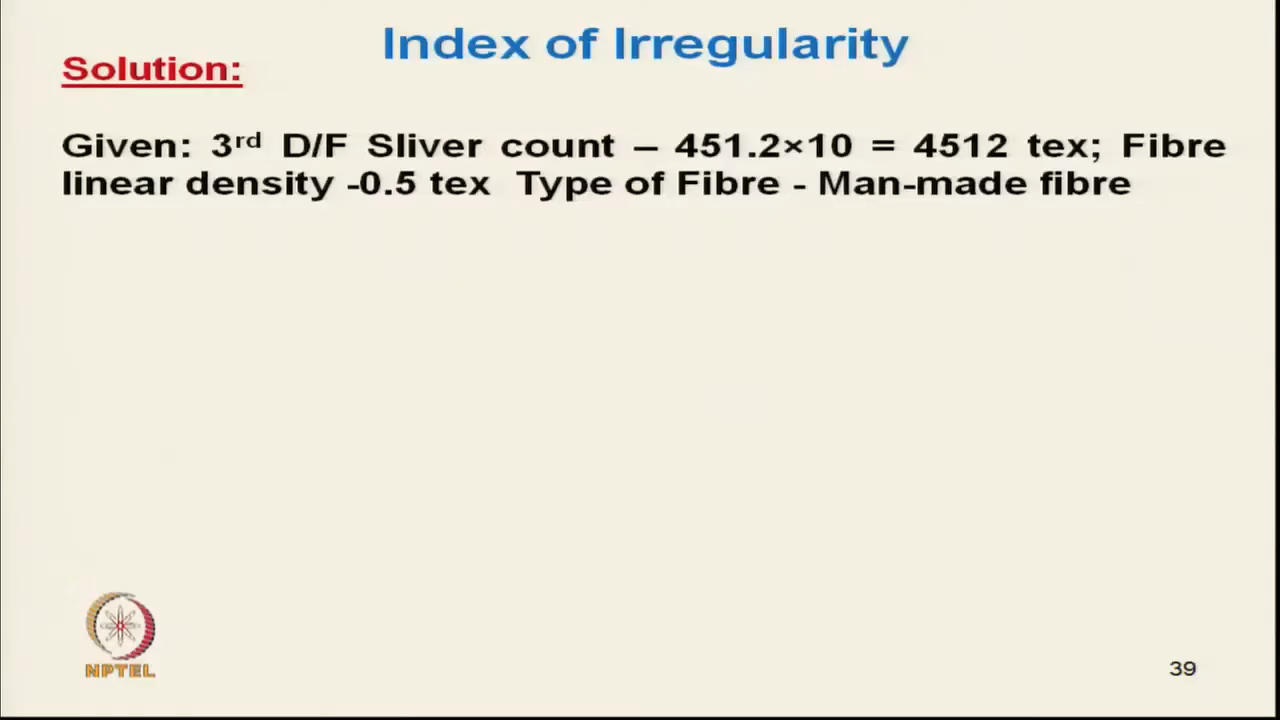 Index of Irregularity
Solution:
Given: 3rd D/F Sliver count – 451.2×10 = 4512 tex; Fibre
linear density -0.5 tex Type of Fibre - Man-made fibre
NPTEL
39